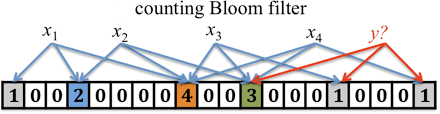 counting Bloom filter
x₁ x₂ x₃ x₄ y?
1 0 0 2 0 0 0 0 4 0 0 3 0 0 0 1 0 0 0 1